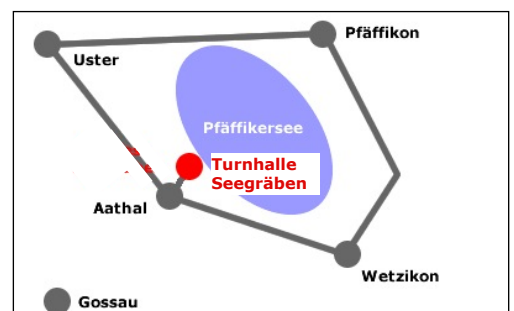 Pfäffikon
Uster
Pfäffikersee
Turnhalle
Seegräben
Aathal
Wetzikon
Gossau